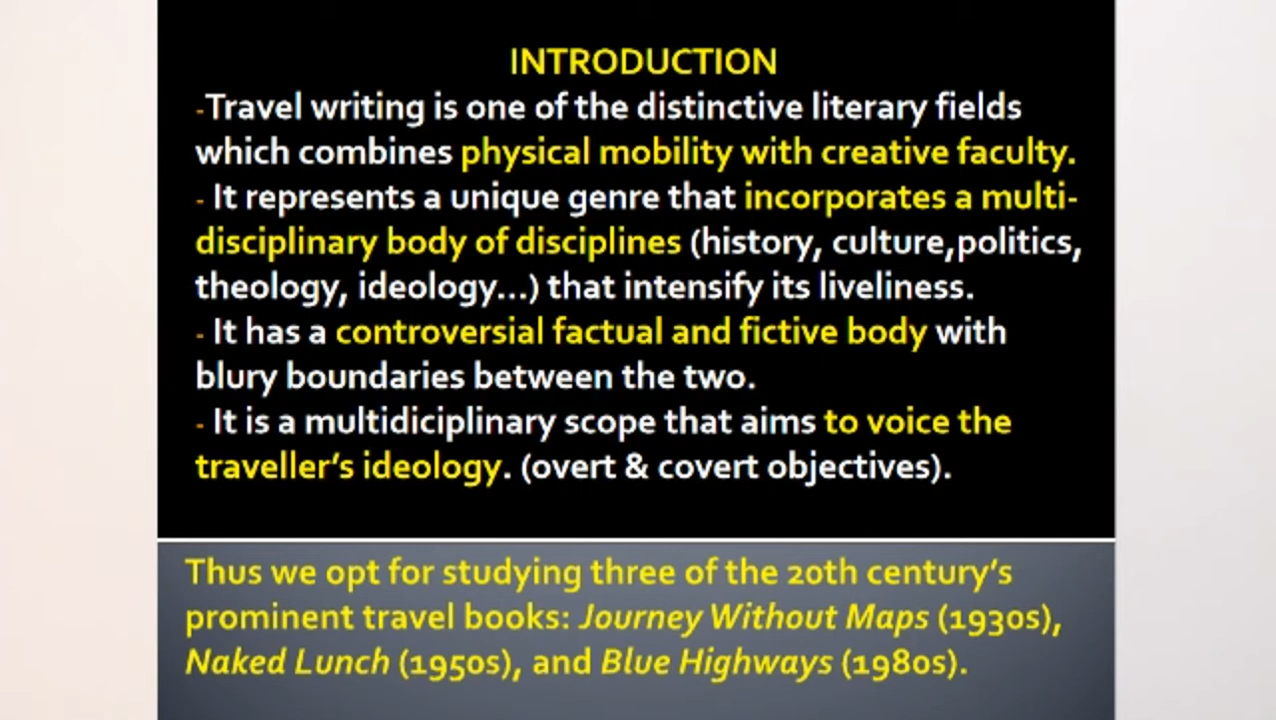 INTRODUCTION
-Travel writing is one of the distinctive literary fields
which combines physical mobility with creative faculty.
- It represents a unique genre that incorporates a multi-
disciplinary body of disciplines (history, culture,politics,
theology, ideology...) that intensify its liveliness.
- It has a controversial factual and fictive body with
blury boundaries between the two.
- It is a multidiciplinary scope that aims to voice the
traveller's ideology. (overt & covert objectives).
Thus we opt for studying three of the 20th century's
prominent travel books: Journey Without Maps (1930s),
Naked Lunch (1950s), and Blue Highways (1980s).